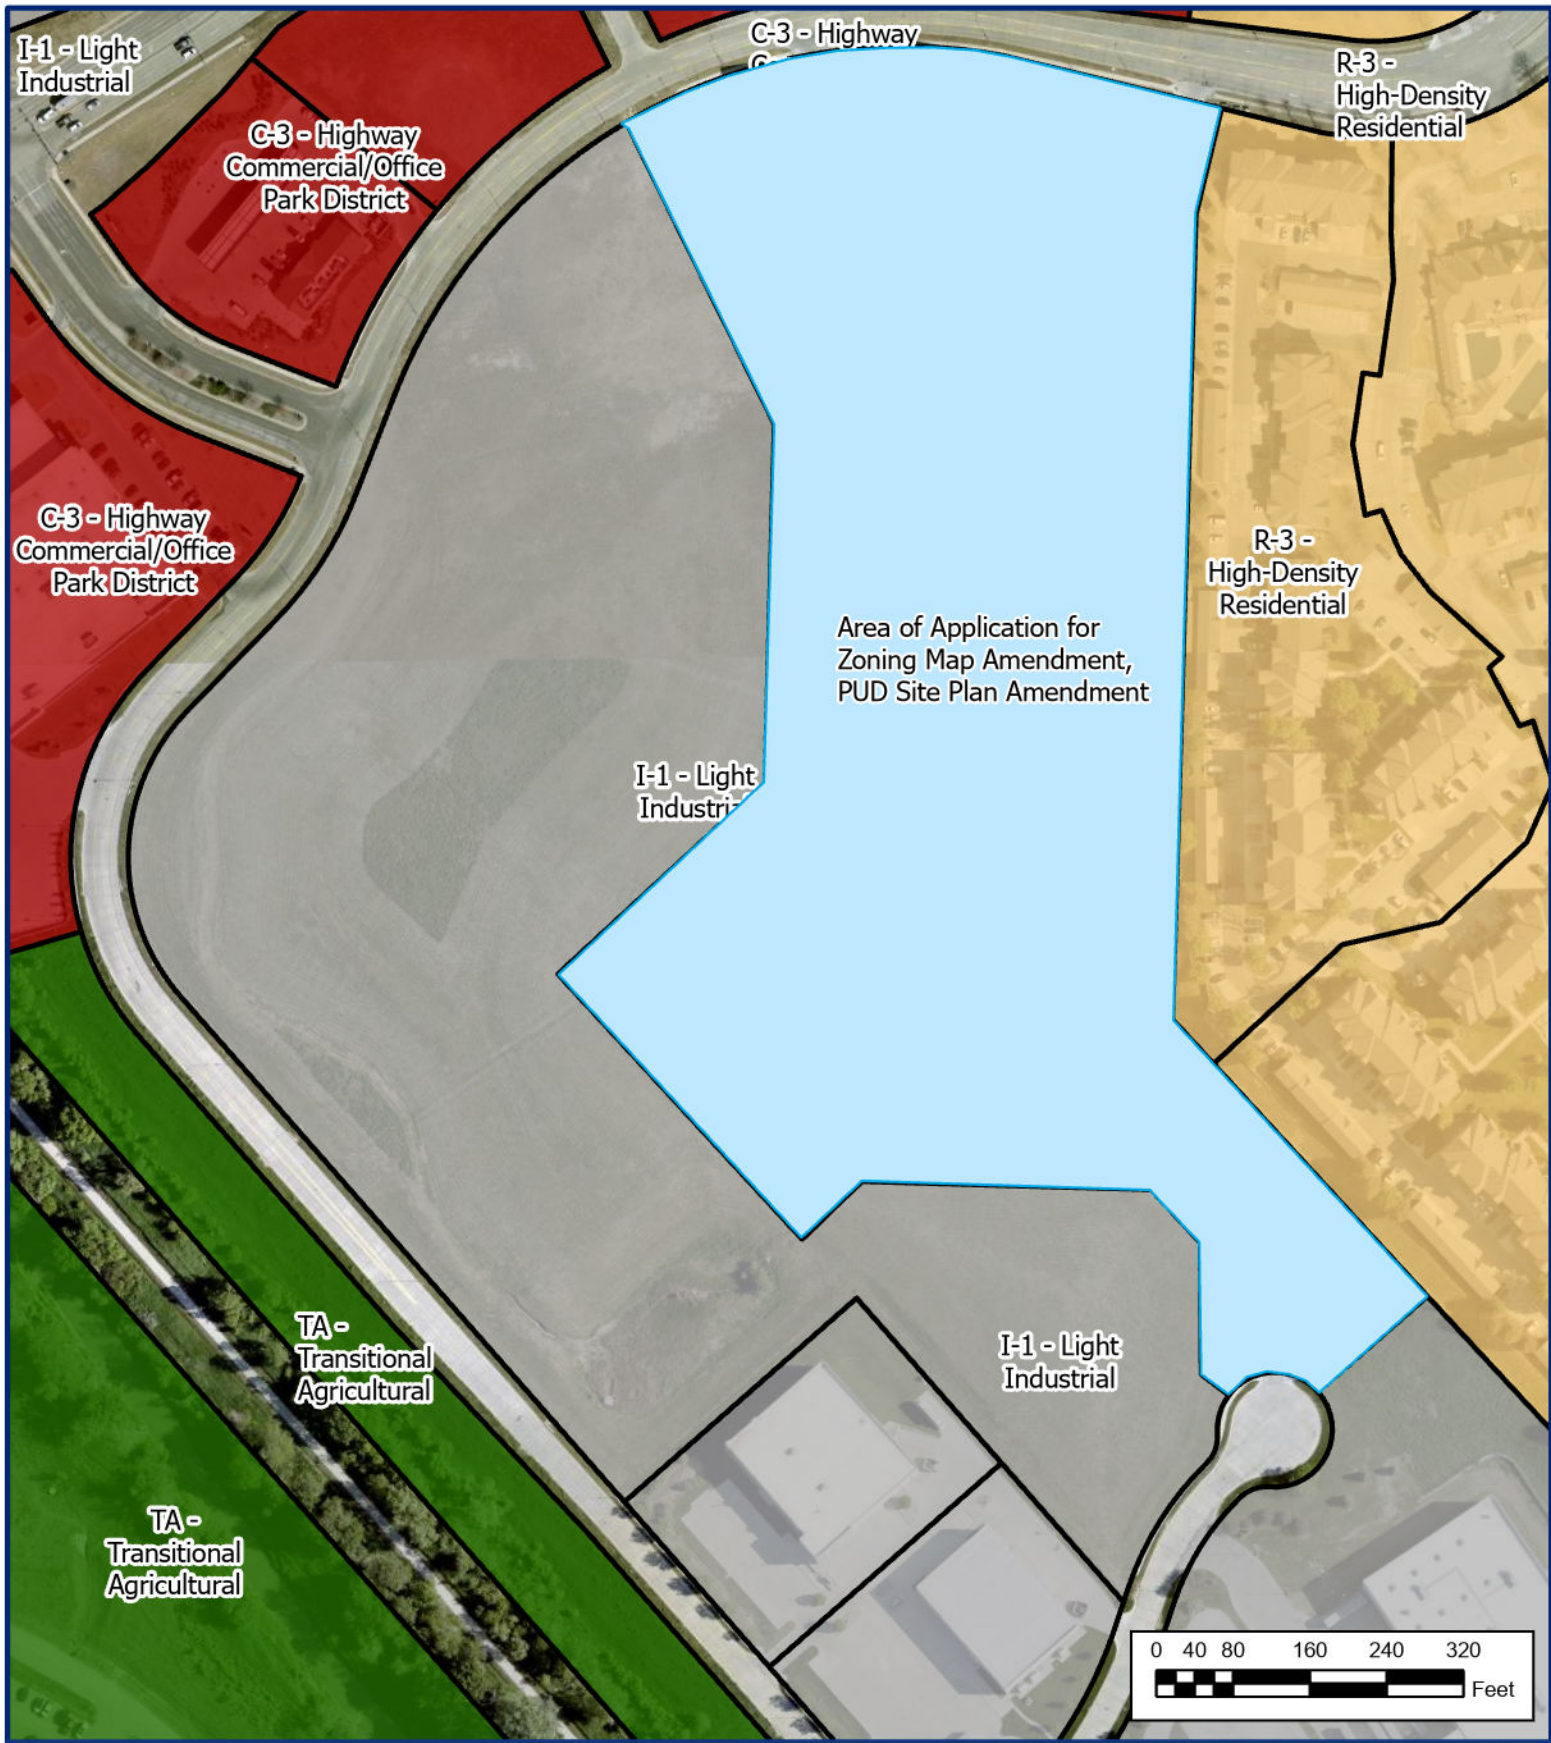 I-1 - Light
Industrial
C-3 - Highway
R-3 -
High-Density
Residential
C-3 - Highway
Commercial/Office
Park District
C-3 - Highway
Commercial/Office
Park District
R-3 -
High-Density
Residential
Area of Application for
Zoning Map Amendment,
PUD Site Plan Amendment
I-1 - Light
Industria
TA -
Transitional
Agricultural
I-1 - Light
Industrial
TA -
Transitional
Agricultural
0 40 80 160 240 320
Feet